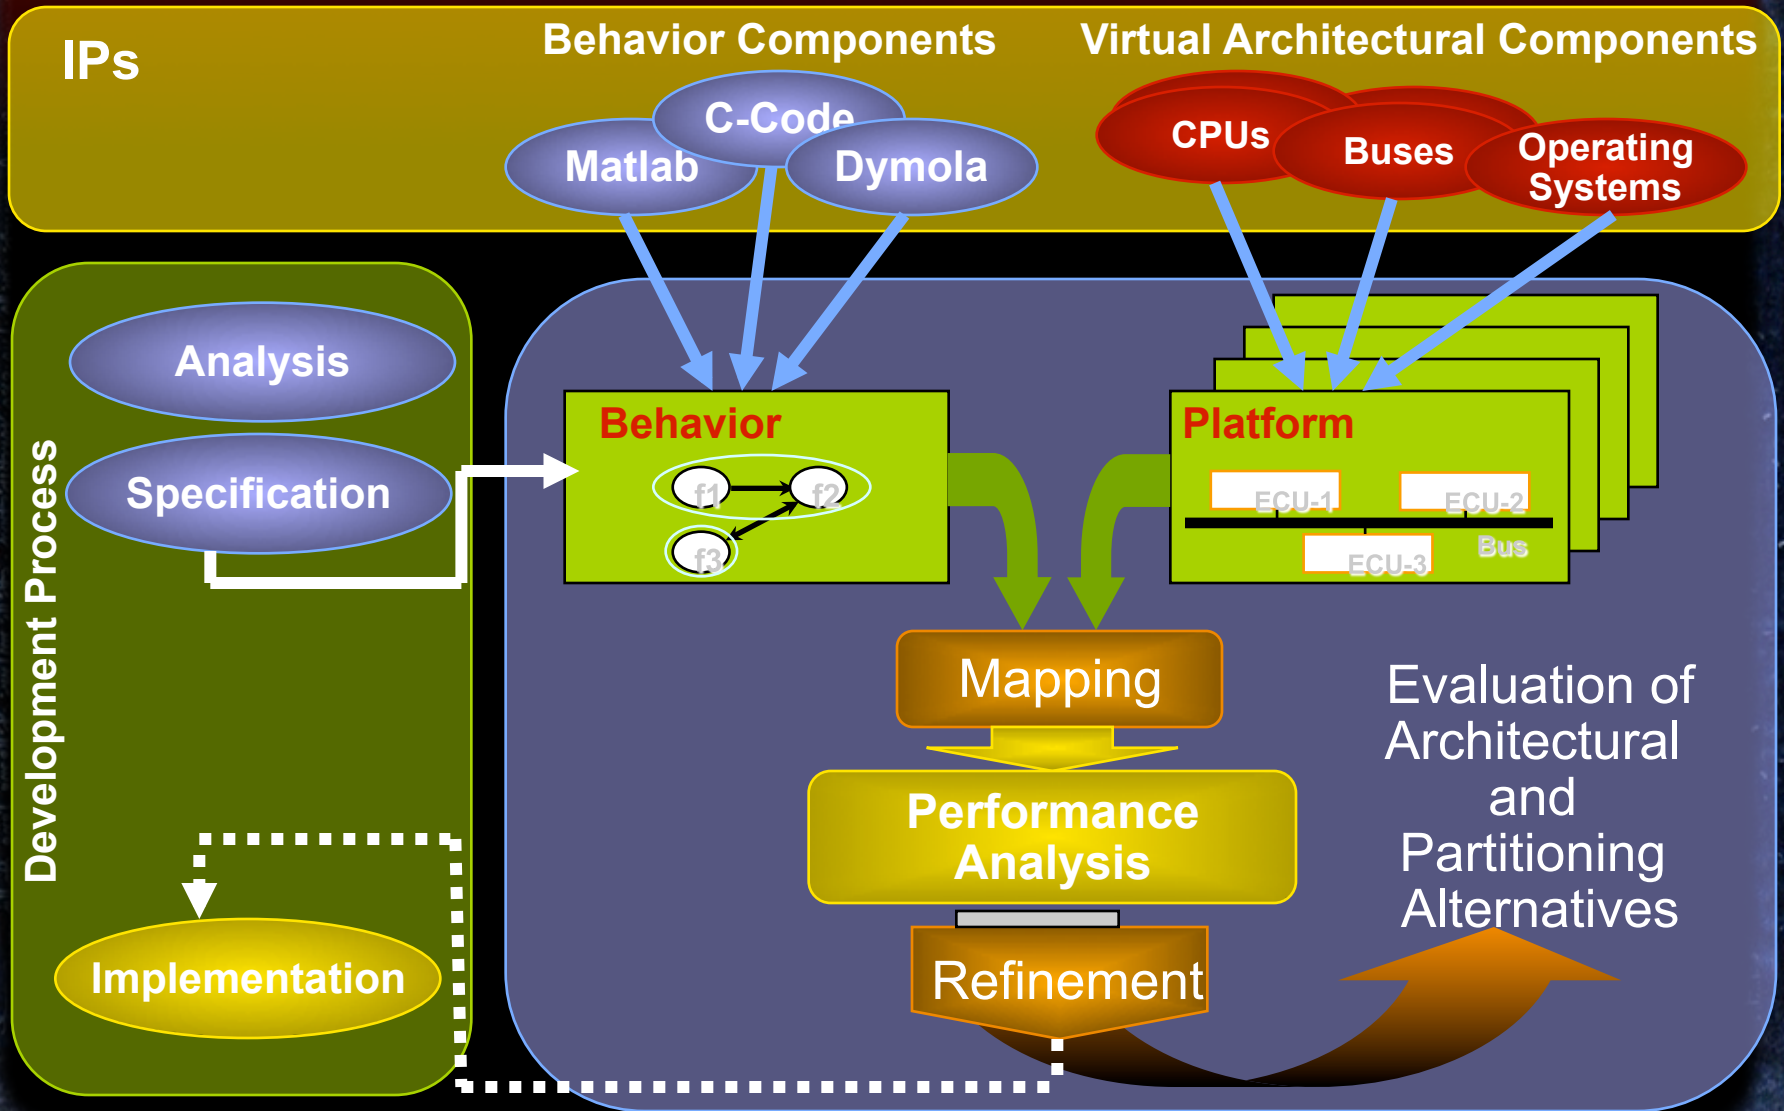 IPs
Behavior Components
Virtual Architectural Components
C-Code
Matlab
Dymola
CPUs
Buses
Operating
Systems
Development Process
Analysis
Specification
Implementation
Behavior
f1
f2
f3
Platform
ECU-1
ECU-2
Bus
ECU-3
Mapping
Performance
Analysis
Refinement
Evaluation of
Architectural
and
Partitioning
Alternatives